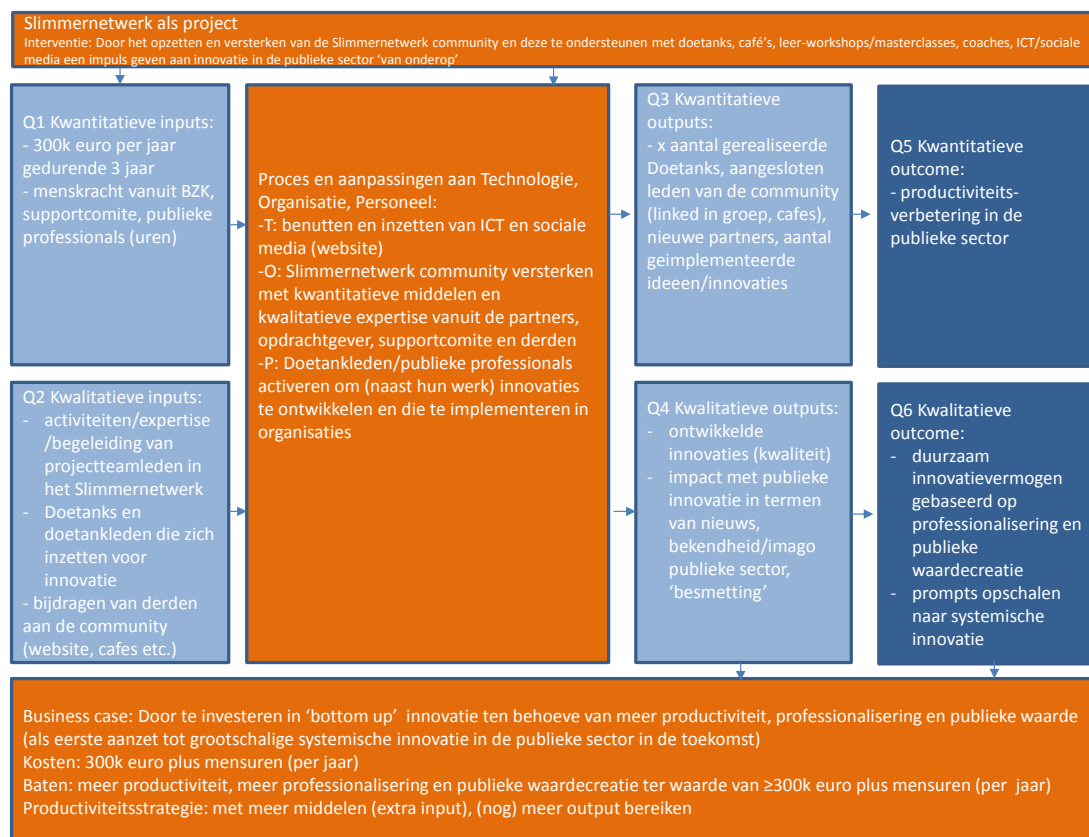 Slimmernetwerk als project
Interventie: Door het opzetten en versterken van de Slimmernetwerk community en deze te ondersteunen met doetanks, café's, leer-workshops/masterclasses, coaches, ICT/sociale
media een impuls geven aan innovatie in de publieke sector 'van onderop'
Q1 Kwantitatieve inputs:
- 300k euro per jaar
gedurende 3 jaar
- menskracht vanuit BZK,
supportcomite, publieke
professionals (uren)
Q2 Kwalitatieve inputs:
- activiteiten/expertise
/begeleiding van
projectteamleden in
het Slimmernetwerk
- Doetanks en
doetankleden die zich
inzetten voor
innovatie
- bijdragen van derden
aan de community
(website, cafes etc.)
Proces en aanpassingen aan Technologie,
Organisatie, Personeel:
-T: benutten en inzetten van ICT en sociale
media (website)
-O: Slimmernetwerk community versterken
met kwantitatieve middelen en
kwalitatieve expertise vanuit de partners,
opdrachtgever, supportcomite en derden
-P: Doetankleden/publieke professionals
activeren om (naast hun werk) innovaties
te ontwikkelen en die te implementeren in
organisaties
Q3 Kwantitatieve
outputs:
- x aantal gerealiseerde
Doetanks, aangesloten
leden van de community
(linked in groep, cafes),
nieuwe partners, aantal
geimplementeerde
ideeen/innovaties
Q4 Kwalitatieve outputs:
- ontwikkelde
innovaties (kwaliteit)
- impact met publieke
innovatie in termen
van nieuws,
bekendheid/imago
publieke sector,
'besmetting'
Q5 Kwantitatieve
outcome:
- productiviteits-
verbetering in de
publieke sector
Q6 Kwalitatieve
outcome:
- duurzaam
innovatievermogen
gebaseerd op
professionalisering en
publieke
waardecreatie
- prompts opschalen
naar systemische
innovatie
Business case: Door te investeren in 'bottom up' innovatie ten behoeve van meer productiviteit, professionalisering en publieke waarde
(als eerste aanzet tot grootschalige systemische innovatie in de publieke sector in de toekomst)
Kosten: 300k euro plus mensuren (per jaar)
Baten: meer productiviteit, meer professionalisering en publieke waardecreatie ter waarde van ≥300k euro plus mensuren (per jaar)
Productiviteitsstrategie: met meer middelen (extra input), (nog) meer output bereiken